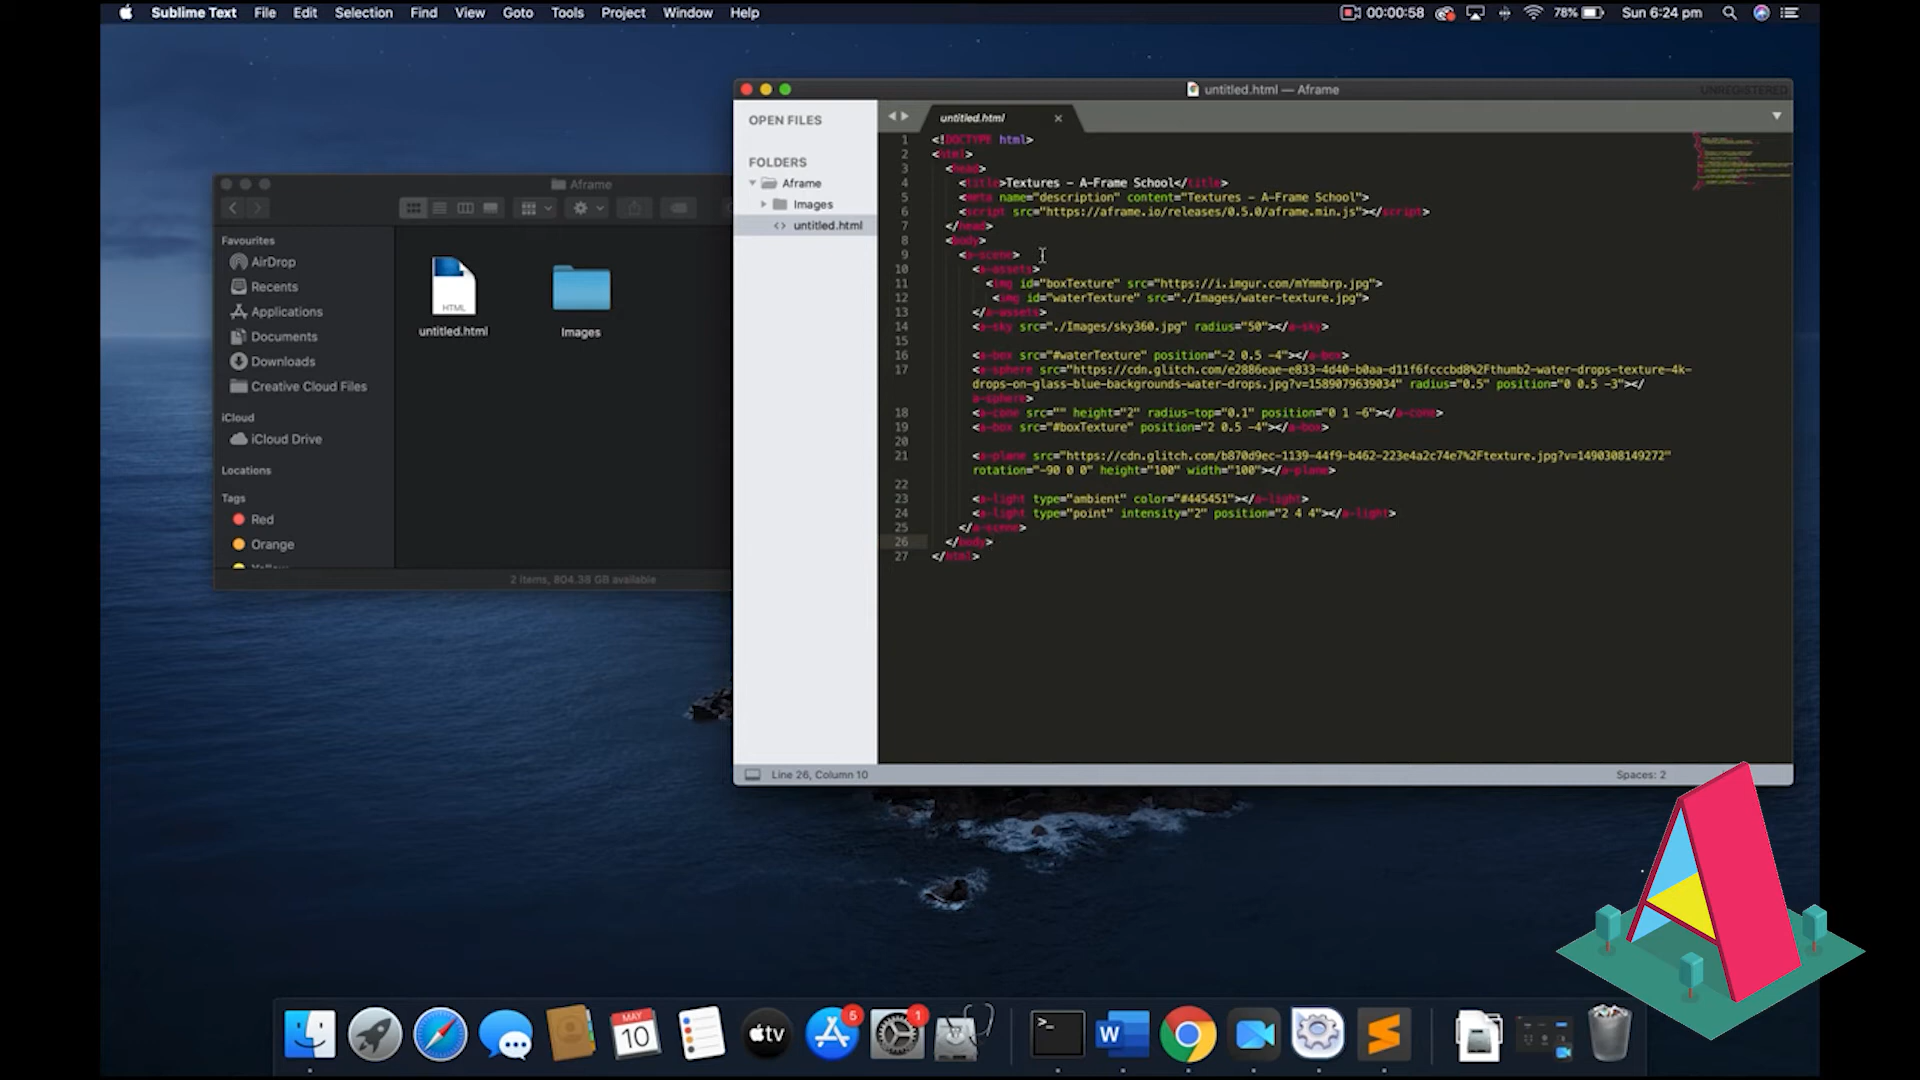 Sublime Text File Edit Selection Find View Goto Tools Project Window Help
00:00:58 78% Sun 6:24 pm
Aframe
Favourites
AirDrop
Recents
Applications
Documents
Downloads
Creative Cloud Files
iCloud
iCloud Drive
Locations
Tags
Red
Orange
Yellow
HTML
untitled.html
Images
2 items, 804.38 GB available
untitled.html — Aframe
UNREGISTERED
OPEN FILES
FOLDERS
Aframe
Images
<> untitled.html
untitled.html
1 <!DOCTYPE html>
2 <html>
3 <head>
4 <title>Textures - A-Frame School</title>
5 <meta name="description" content="Textures - A-Frame School">
6 <script src="https://aframe.io/releases/0.5.0/aframe.min.js"></script>
7 </head>
8 <body>
9 <a-scene>
10 <a-assets>
11 <img id="boxTexture" src="https://i.imgur.com/mYmmbrp.jpg">
12 <img id="waterTexture" src="./Images/water-texture.jpg">
13 </a-assets>
14 <a-sky src="./Images/sky360.jpg" radius="50"></a-sky>
15
16 <a-box src="#waterTexture" position="-2 0.5 -4"></a-box>
17 <a-sphere src="https://cdn.glitch.com/e2886eae-e833-4d40-b0aa-d11f6fcccbd8%2Fthumb2-water-drops-texture-4k-
drops-on-glass-blue-backgrounds-water-drops.jpg?v=1589079639034" radius="0.5" position="0 0.5 -3"></
a-sphere>
18 <a-cone src="" height="2" radius-top="0.1" position="0 1 -6"></a-cone>
19 <a-box src="#boxTexture" position="2 0.5 -4"></a-box>
20
21 <a-plane src="https://cdn.glitch.com/b870d9ec-1139-44f9-b462-223e4a2c74e7%2Ftexture.jpg?v=1490308149272"
rotation="-90 0 0" height="100" width="100"></a-plane>
22
23 <a-light type="ambient" color="#445451"></a-light>
24 <a-light type="point" intensity="2" position="2 4 4"></a-light>
25 </a-scene>
26 </body>
27 </html>
Line 26, Column 10
Spaces: 2
MAY
10
tv
5
1
W